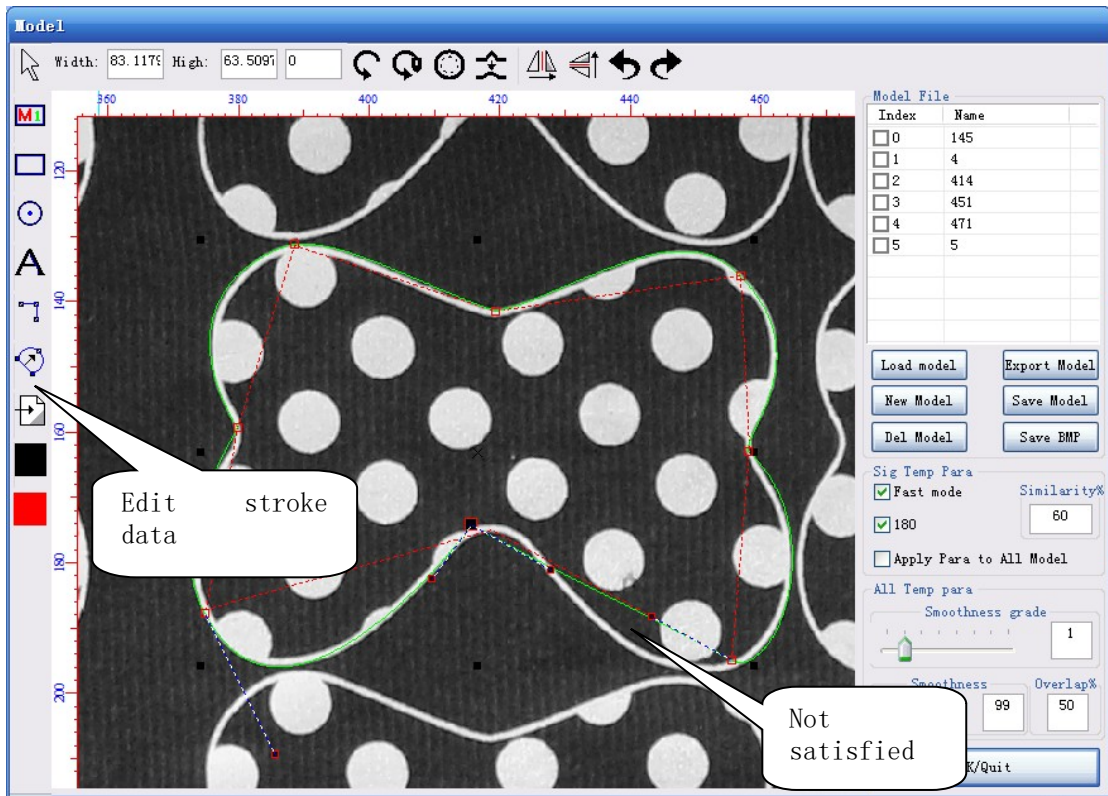 Model
Width: 83.1179 High: 63.5097 0
M1
A
360 380 400 420 440 460
120
140
160
180
200
Edit stroke
data
Not
satisfied
Model File
Index Name
0 145
1 4
2 414
3 451
4 471
5 5
Load model Export Model
New Model Save Model
Del Model Save BMP
Sig Temp Para
Fast mode Similarity%
60
180
Apply Para to All Model
All Temp para
Smoothness grade
1
Smoothness Overlap%
99 50
K/Quit